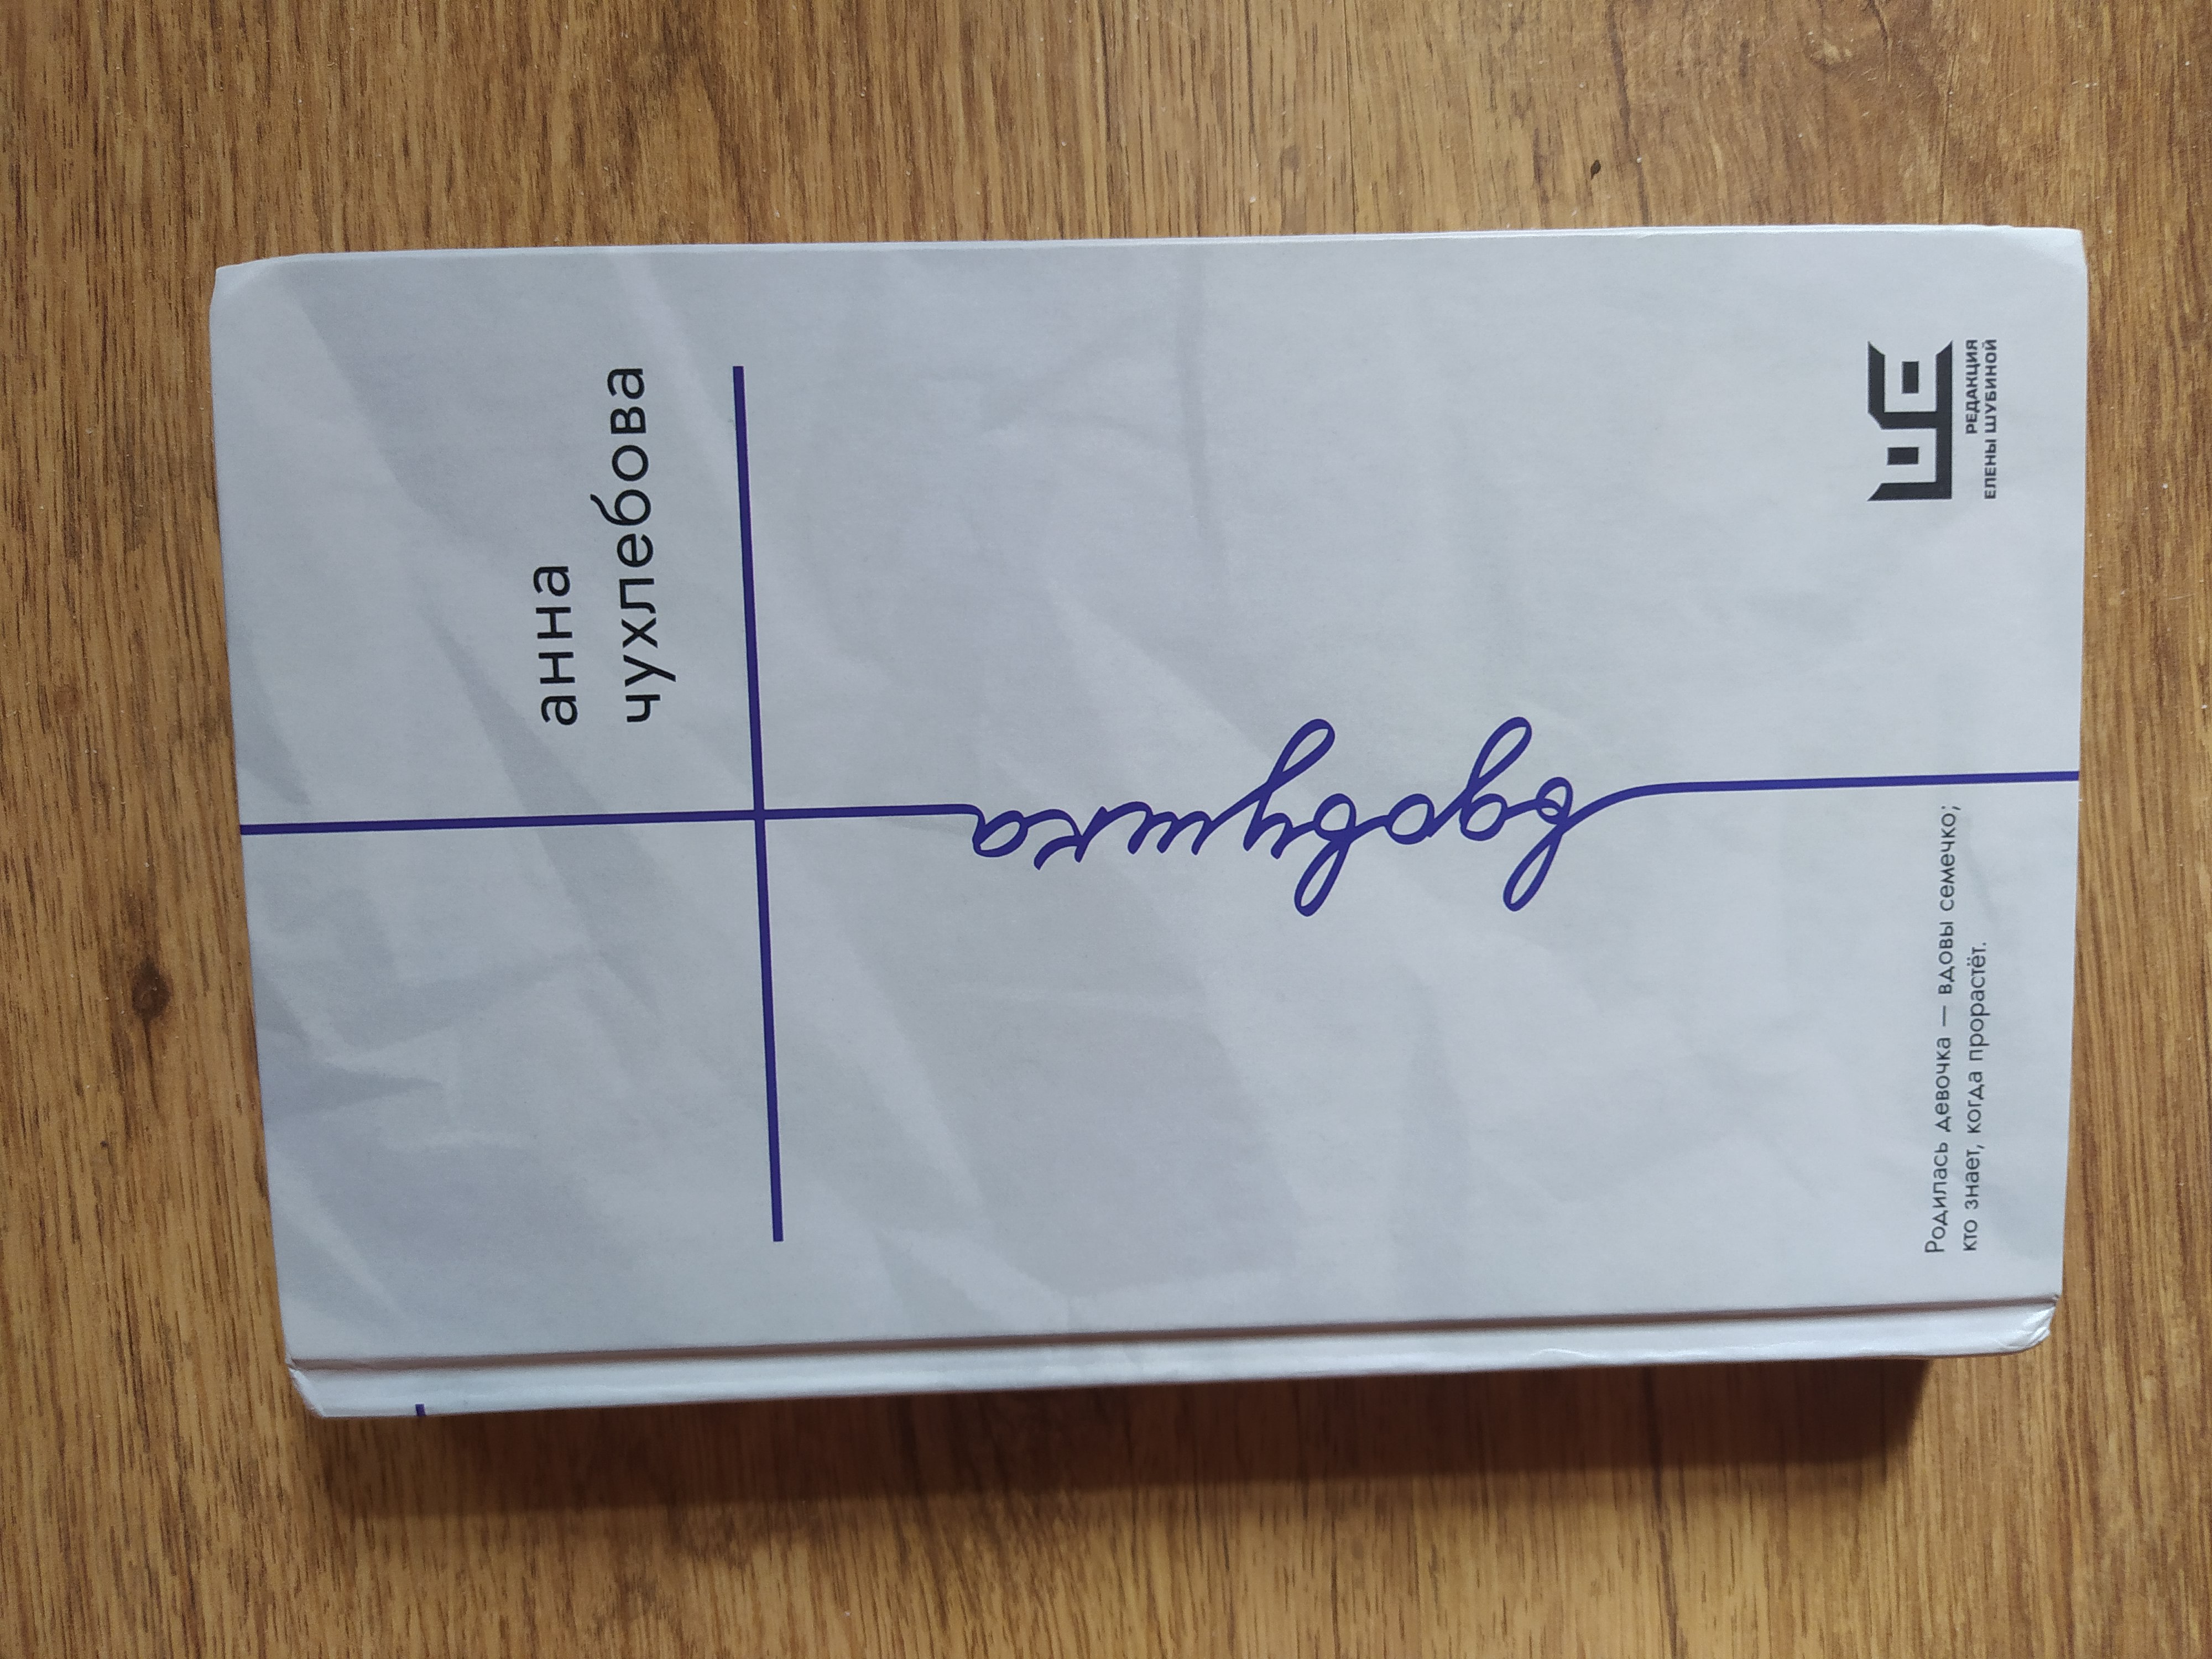 анна
чухлебова
вдовушка
Родилась девочка — вдовы семечко;
кто знает, когда прорастёт.
РЕДАКЦИЯ
ЕЛЕНЫ ШУБИНОЙ